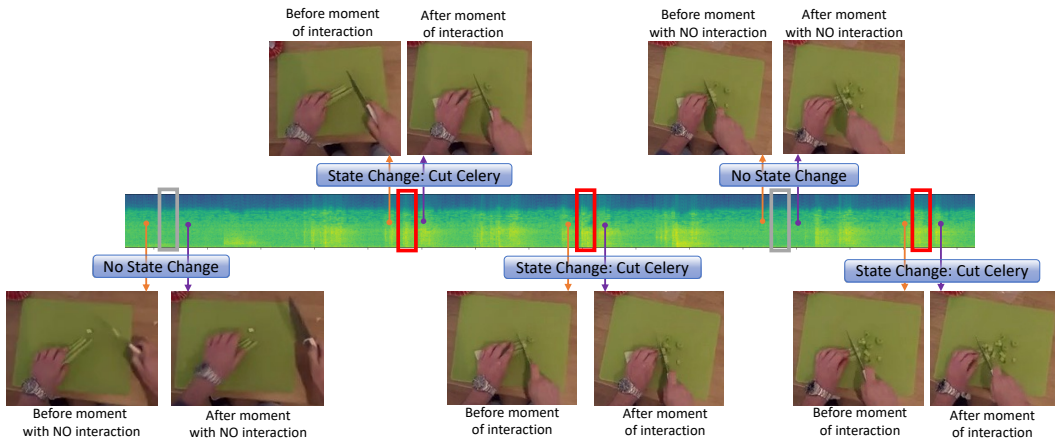 Before moment
of interaction
After moment
of interaction
Before moment
with NO interaction
After moment
with NO interaction
State Change: Cut Celery
No State Change
No State Change
State Change: Cut Celery
State Change: Cut Celery
Before moment
with NO interaction
After moment
with NO interaction
Before moment
of interaction
After moment
of interaction
Before moment
of interaction
After moment
of interaction